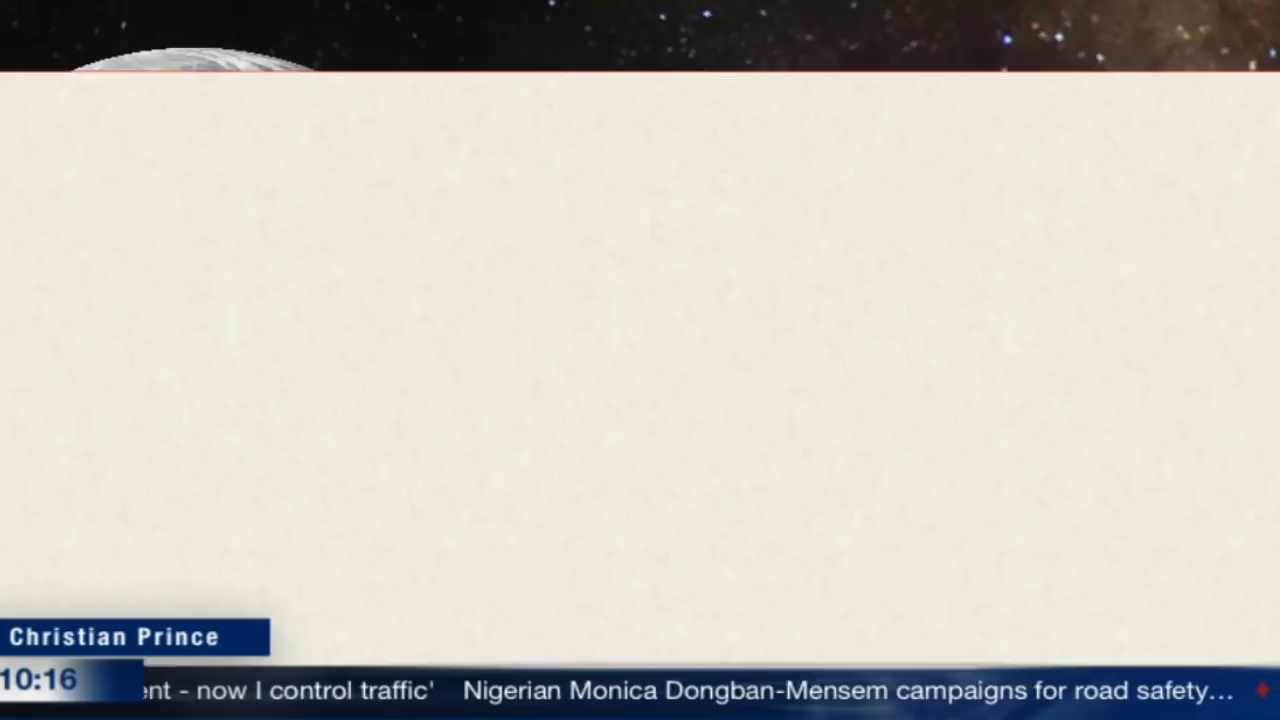 Christian Prince
10:16
ent - now I control traffic' Nigerian Monica Dongban-Mensem campaigns for road safety...